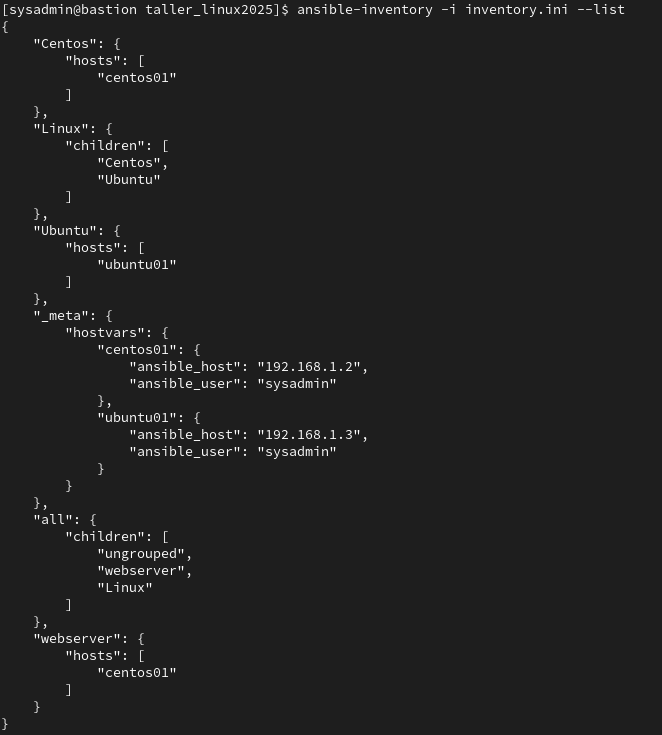 [sysadmin@bastion taller_linux2025]$ ansible-inventory -i inventory.ini --list
{
    "Centos": {
        "hosts": [
            "centos01"
        ]
    },
    "Linux": {
        "children": [
            "Centos",
            "Ubuntu"
        ]
    },
    "Ubuntu": {
        "hosts": [
            "ubuntu01"
        ]
    },
    "_meta": {
        "hostvars": {
            "centos01": {
                "ansible_host": "192.168.1.2",
                "ansible_user": "sysadmin"
            },
            "ubuntu01": {
                "ansible_host": "192.168.1.3",
                "ansible_user": "sysadmin"
            }
        }
    },
    "all": {
        "children": [
            "ungrouped",
            "webserver",
            "Linux"
        ]
    },
    "webserver": {
        "hosts": [
            "centos01"
        ]
    }
}